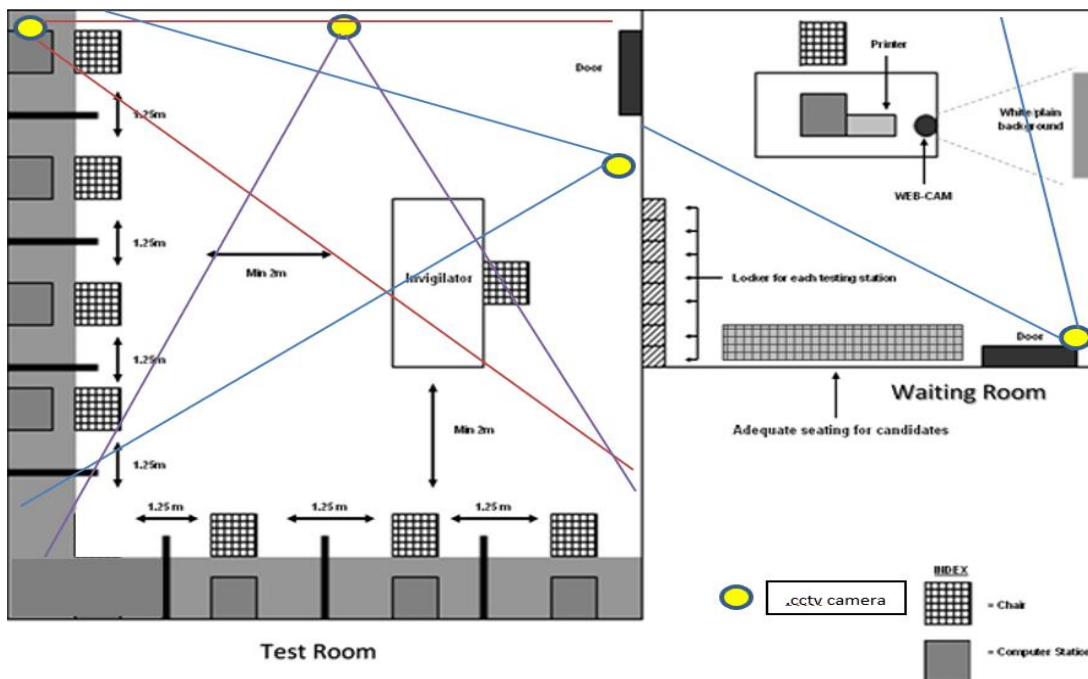 Door
Printer
1.25m
White/plain
background
WEB-CAM
1.25m
Min 2m
Invigilator
Locker for each testing station
1.25m
Door
Waiting Room
Min 2m
Adequate seating for candidates
1.25m
1.25 m
1.25 m
1.25 m
INDEX
cctv camera
= Chair
Test Room
= Computer Station